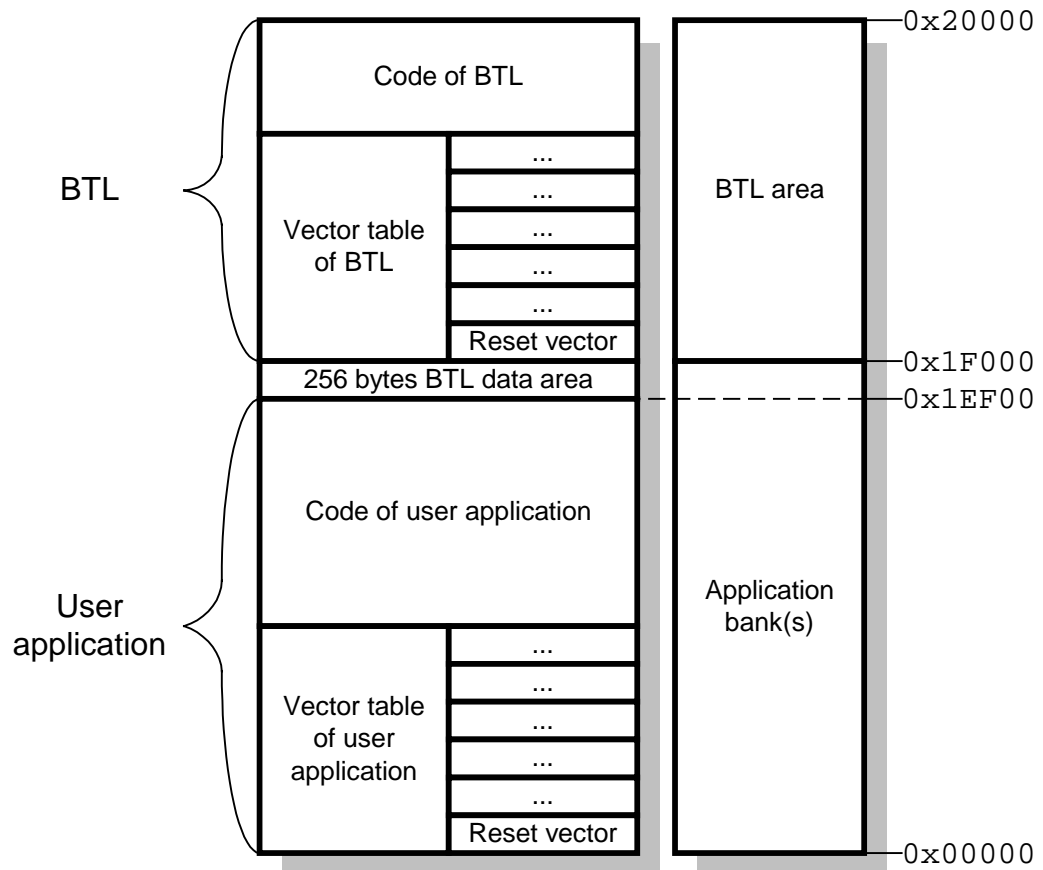 0x20000
Code of BTL
BTL
Vector table
of BTL
...
...
...
...
...
Reset vector
BTL area
0x1F000
256 bytes BTL data area
0x1EF00
Code of user application
User
application
Application
bank(s)
Vector table
of user
application
...
...
...
...
...
Reset vector
0x00000